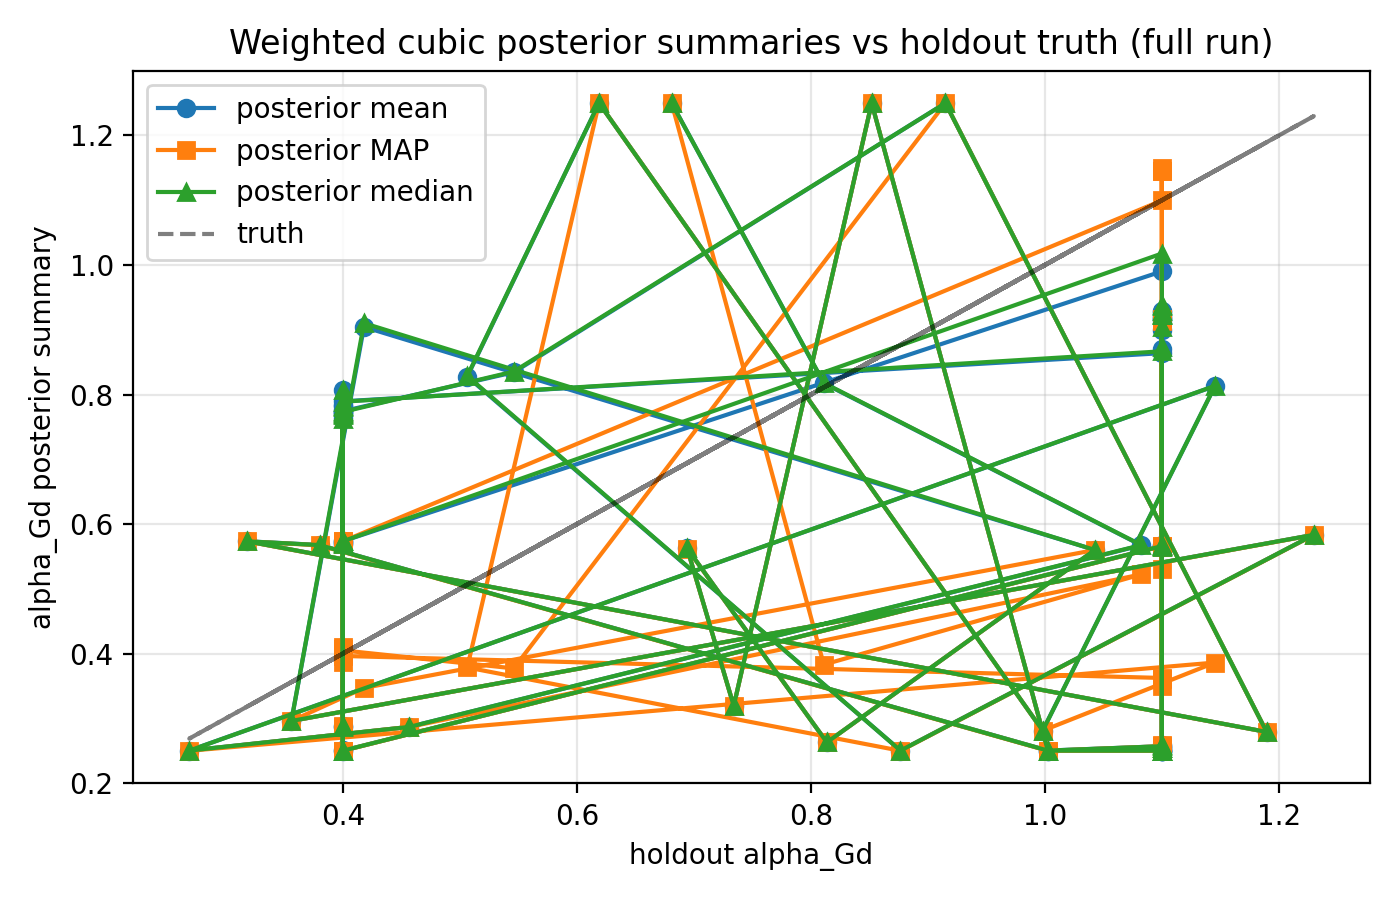 Weighted cubic posterior summaries vs holdout truth (full run)
posterior mean
posterior MAP
posterior median
truth
alpha_Gd posterior summary
1.2
1.0
0.8
0.6
0.4
0.2
0.4
0.6
0.8
1.0
1.2
holdout alpha_Gd